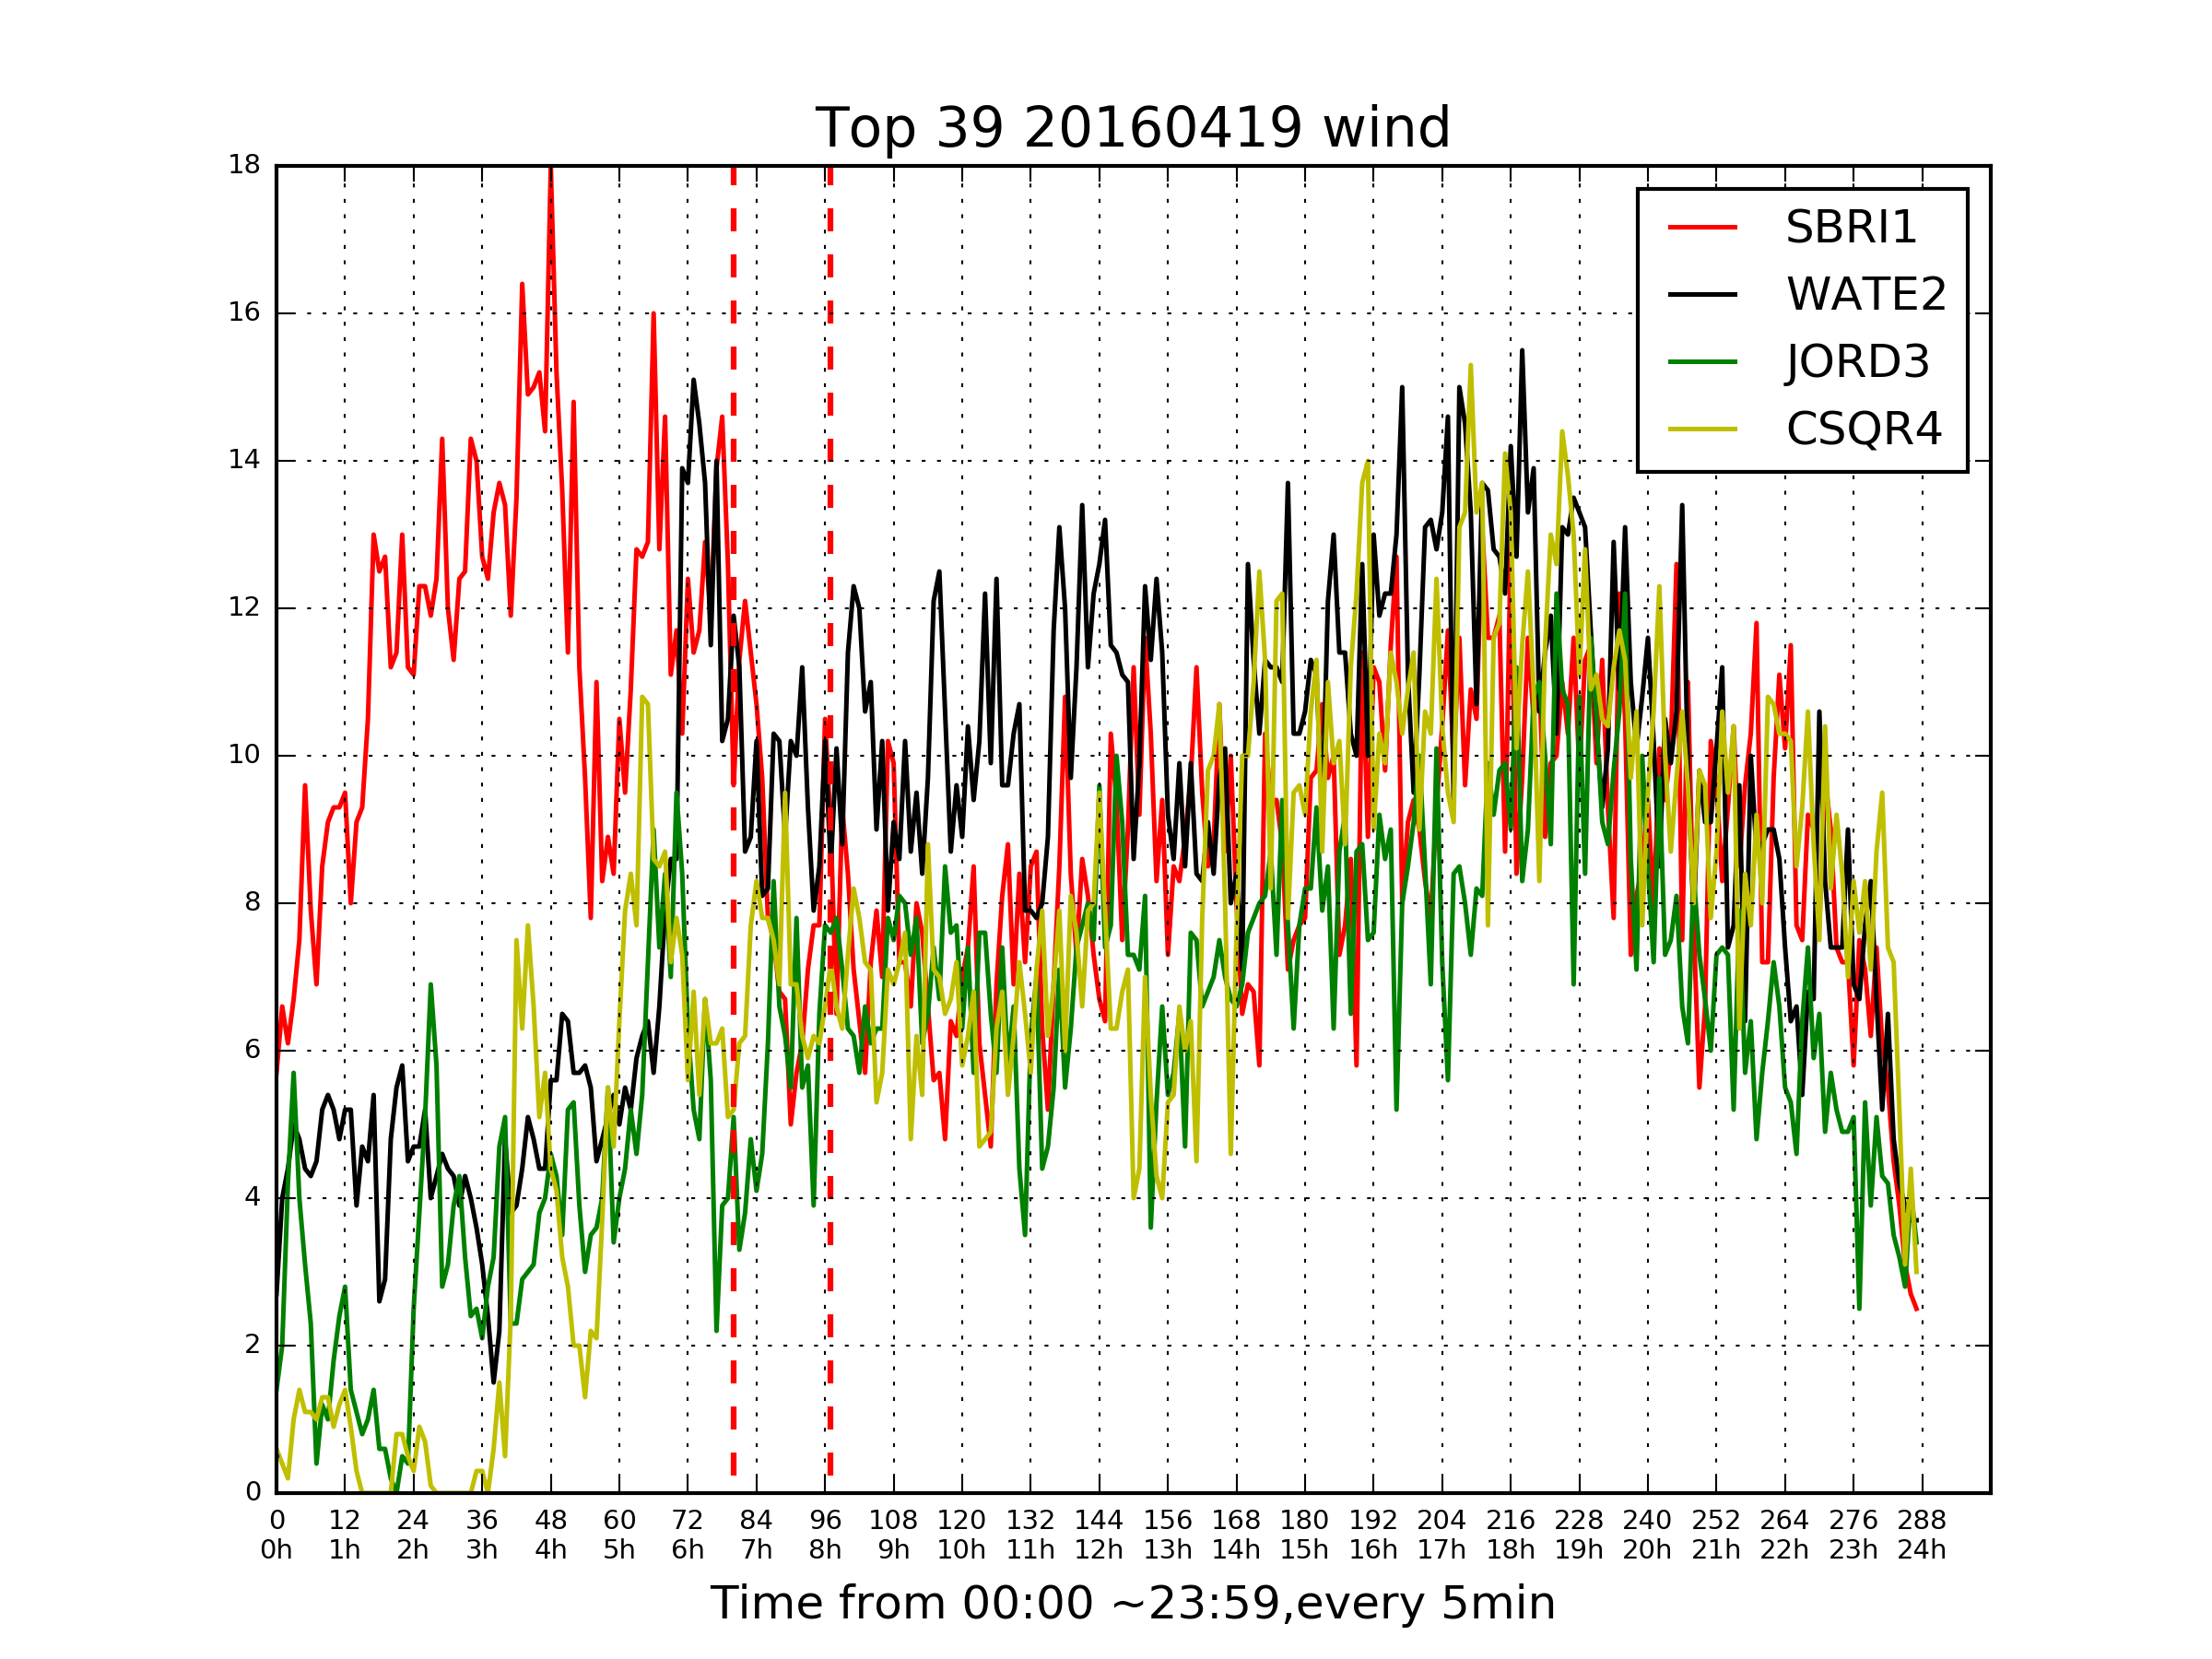 Top 39 20160419 wind
18
16
14
12
10
8
6
4
2
0
SBRI1
WATE2
JORD3
CSQR4
0 12 24 36 48 60 72 84 96 108 120 132 144 156 168 180 192 204 216 228 240 252 264 276 288
0h 1h 2h 3h 4h 5h 6h 7h 8h 9h 10h 11h 12h 13h 14h 15h 16h 17h 18h 19h 20h 21h 22h 23h 24h
Time from 00:00 ~23:59,every 5min